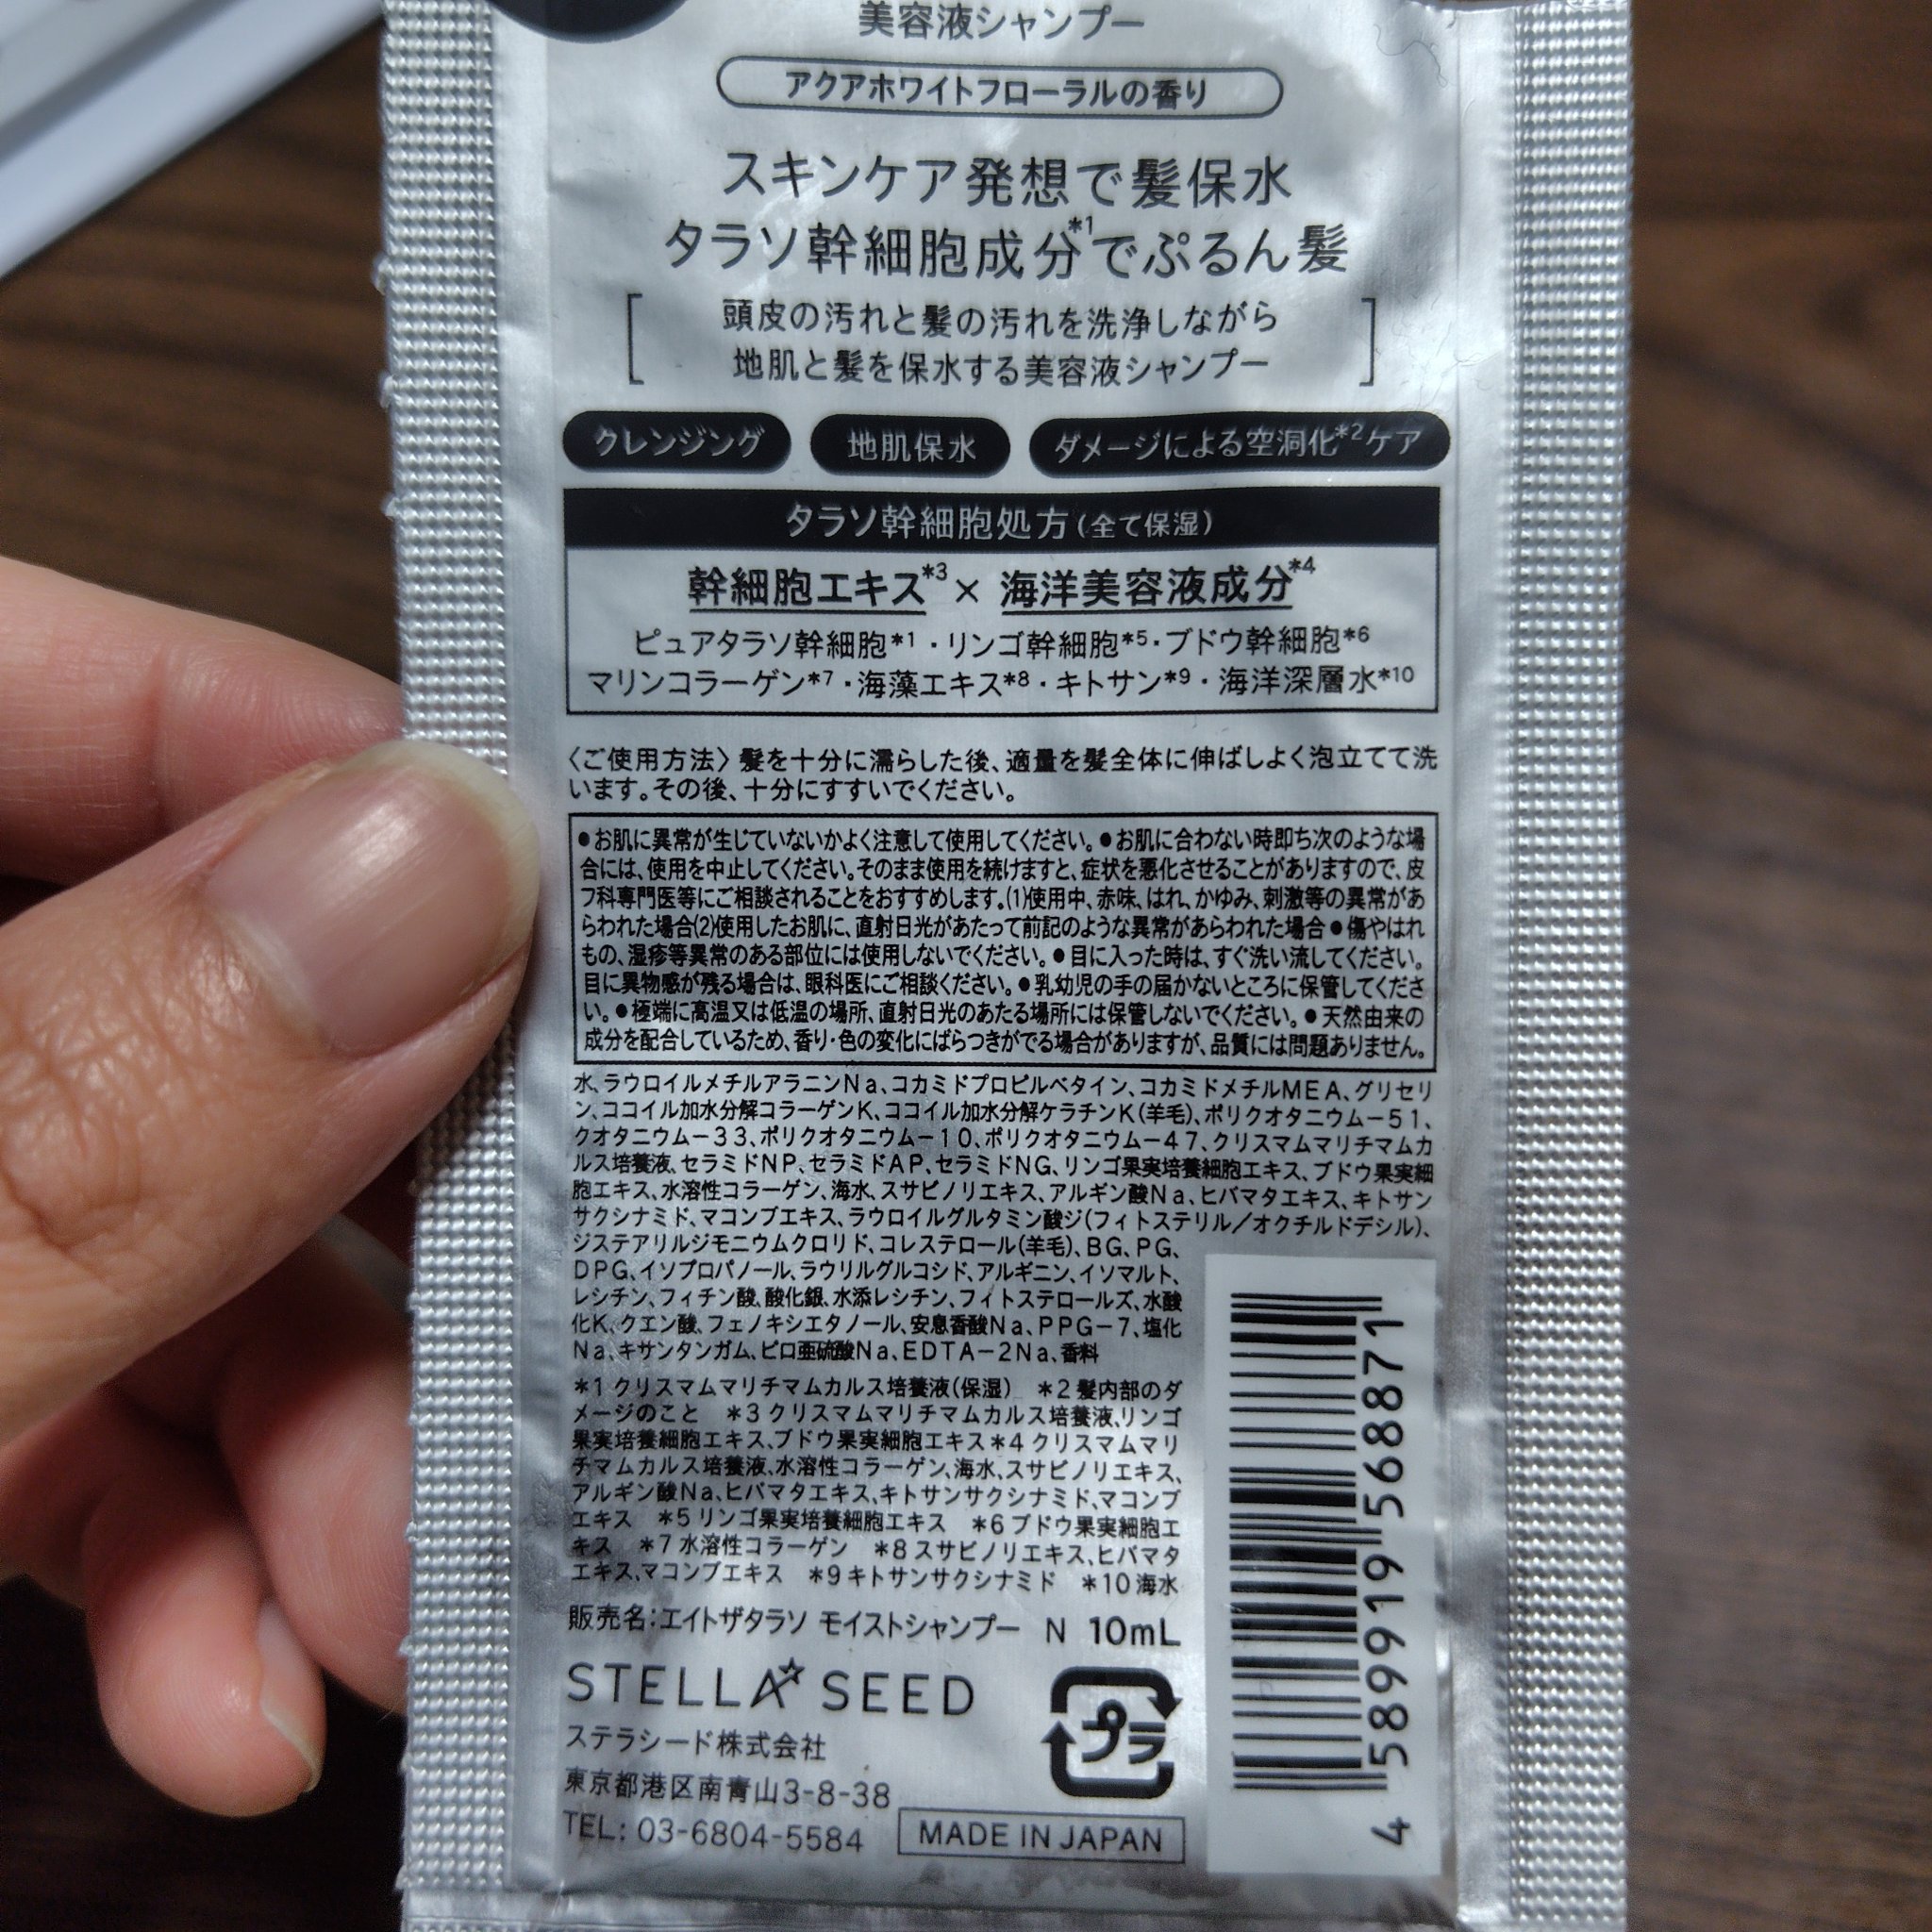 美容液シャンプー
アクアホワイトフローラルの香り
スキンケア発想で髪保水
タラソ幹細胞成分*1でぷるん髪
頭皮の汚れと髪の汚れを洗浄しながら
地肌と髪を保水する美容液シャンプー
クレンジング 地肌保水 ダメージによる空洞化*2ケア
タラソ幹細胞処方(全て保湿)
幹細胞エキス*3× 海洋美容液成分*4
ピュアタラソ幹細胞*1・リンゴ幹細胞*5・ブドウ幹細胞*6
マリンコラーゲン*7・海藻エキス*8・キトサン*9・海洋深層水*10
〈ご使用方法〉髪を十分に濡らした後、適量を髪全体に伸ばしよく泡立てて洗
います。その後、十分にすすいでください。
●お肌に異常が生じていないかよく注意して使用してください。●お肌に合わない時即ち次のような場
合には、使用を中止してください。そのまま使用を続けますと、症状を悪化させることがありますので、皮
フ科専門医等にご相談されることをおすすめします。(1)使用中、赤味、はれ、かゆみ、刺激等の異常があ
らわれた場合(2)使用したお肌に、直射日光があたって前記のような異常があらわれた場合●傷やはれ
もの、湿疹等異常のある部位には使用しないでください。●目に入った時は、すぐ洗い流してください。
目に異物感が残る場合は、眼科医にご相談ください。●乳幼児の手の届かないところに保管してくださ
い。●極端に高温又は低温の場所、直射日光のあたる場所には保管しないでください。●天然由来の
成分を配合しているため、香り・色の変化にばらつきがでる場合がありますが、品質には問題ありません。
水、ラウロイルメチルアラニンNa、コカミドプロピルベタイン、コカミドメチルMEA、グリセリ
ン、ココイル加水分解コラーゲンK、ココイル加水分解ケラチンK(羊毛)、ポリクオタニウム－51、
クオタニウム－33、ポリクオタニウム－10、ポリクオタニウム－47、クリスマムマリチマムカ
ルス培養液、セラミドNP、セラミドAP、セラミドNG、リンゴ果実培養細胞エキス、ブドウ果実細
胞エキス、水溶性コラーゲン、海水、スサビノリエキス、アルギン酸Na、ヒバマタエキス、キトサン
サクシナミド、マコンブエキス、ラウロイルグルタミン酸ジ(フィトステリル／オクチルドデシル)、
ジステアリルジモニウムクロリド、コレステロール(羊毛)、BG、PG、
DPG、イソプロパノール、ラウリルグルコシド、アルギニン、イソマルト、
レシチン、フィチン酸、酸化銀、水添レシチン、フィトステロールズ、水酸
化K、クエン酸、フェノキシエタノール、安息香酸Na、PPG－7、塩化
Na、キサンタンガム、ピロ亜硫酸Na、EDTA－2Na、香料
*1 クリスマムマリチマムカルス培養液(保湿) *2 髪内部のダ
メージのこと *3 クリスマムマリチマムカルス培養液、リンゴ
果実培養細胞エキス、ブドウ果実細胞エキス*4 クリスマムマリ
チマムカルス培養液、水溶性コラーゲン、海水、スサビノリエキス、
アルギン酸Na、ヒバマタエキス、キトサンサクシナミド、マコンブ
エキス *5 リンゴ果実培養細胞エキス *6 ブドウ果実細胞エ
キス *7 水溶性コラーゲン *8 スサビノリエキス、ヒバマタ
エキス、マコンブエキス *9 キトサンサクシナミド *10 海水
販売名：エイトザタラソ モイストシャンプー N 10mL
STELLA SEED
ステラシード株式会社
東京都港区南青山3-8-38
TEL: 03-6804-5584
プラ
MADE IN JAPAN
4 589919 568871